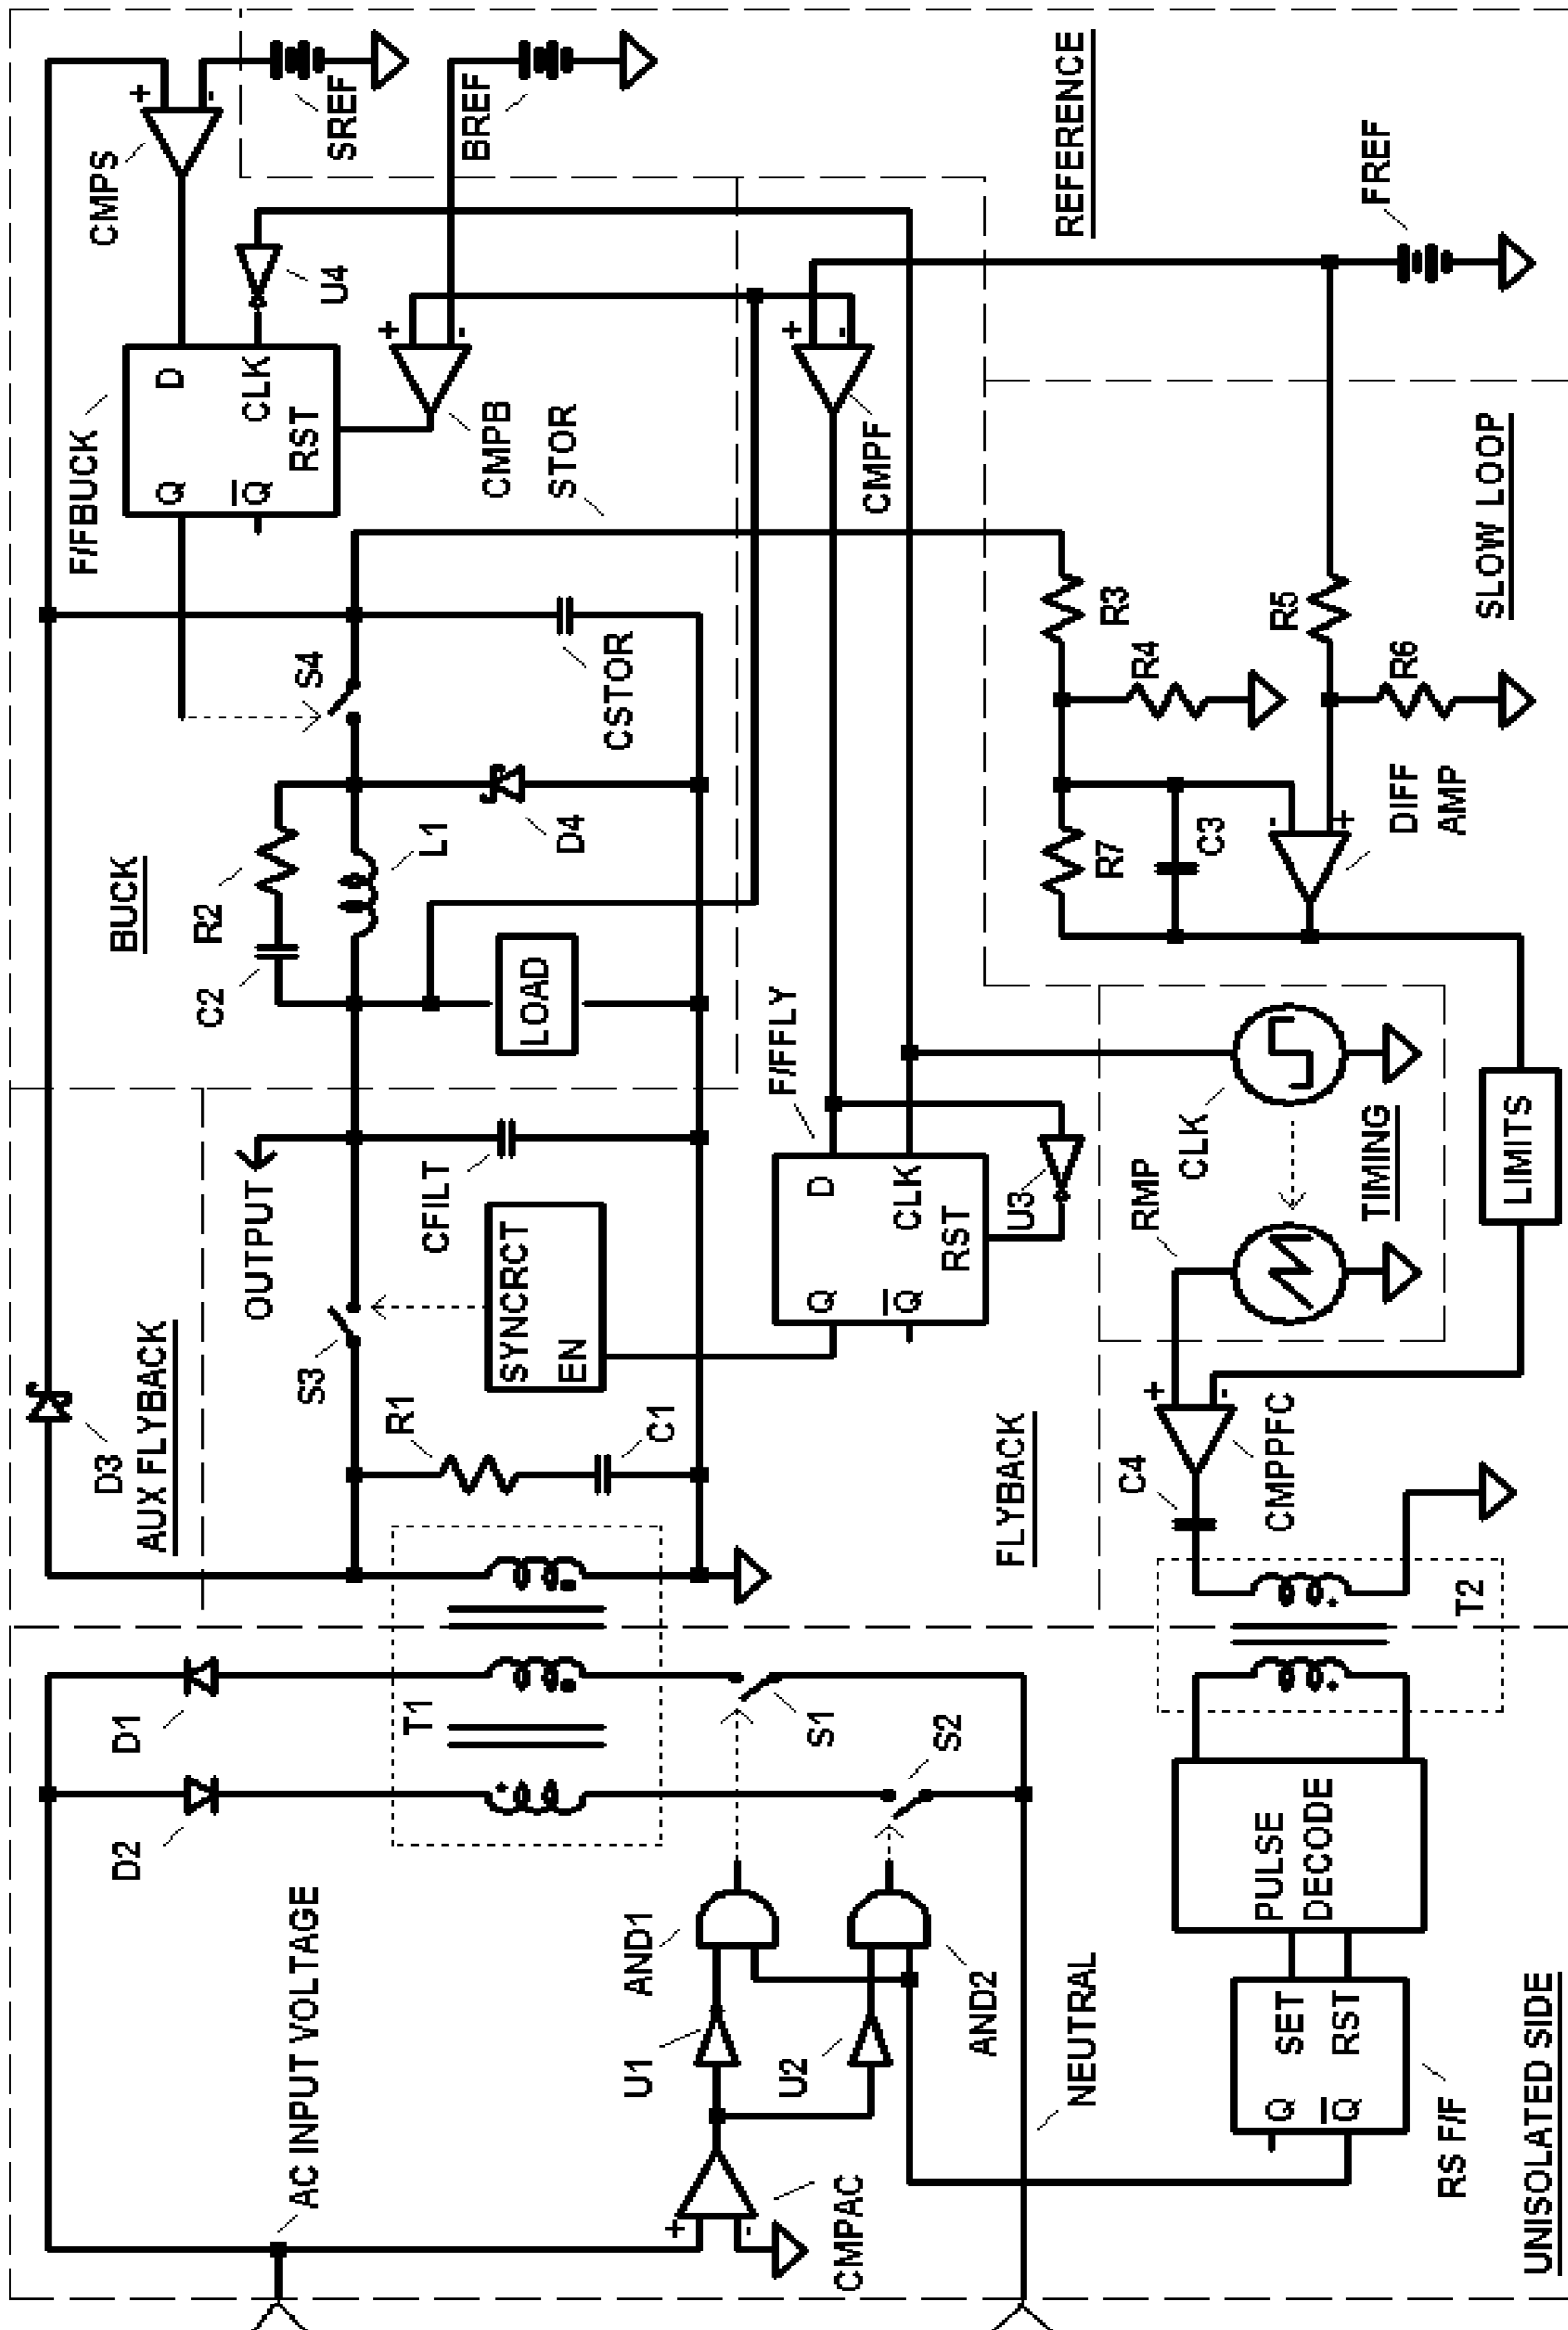 AC INPUT VOLTAGE
D2
D1
T1
D3
AUX FLYBACK
OUTPUT
S3
R1
C1
SYNCRCT
EN
CFILT
BUCK
C2
R2
L1
LOAD
D4
S4
CSTOR
STOR
F/FBUCK
Q
D
Q
CLK
RST
U4
CMPS
+
-
SREF
BREF
CMPB
+
-
CMPF
+
-
REFERENCE
FREF
F/FFLY
D
Q
CLK
Q
RST
U3
FLYBACK
S1
S2
AND1
AND2
U1
U2
CMPAC
+
-
NEUTRAL
R3
R4
R5
R6
R7
C3
-
+
DIFF
AMP
SLOW LOOP
RMP
CLK
TIMING
LIMITS
C4
+
-
CMPPFC
T2
PULSE
DECODE
SET
RST
Q
Q
RS F/F
UNISOLATED SIDE